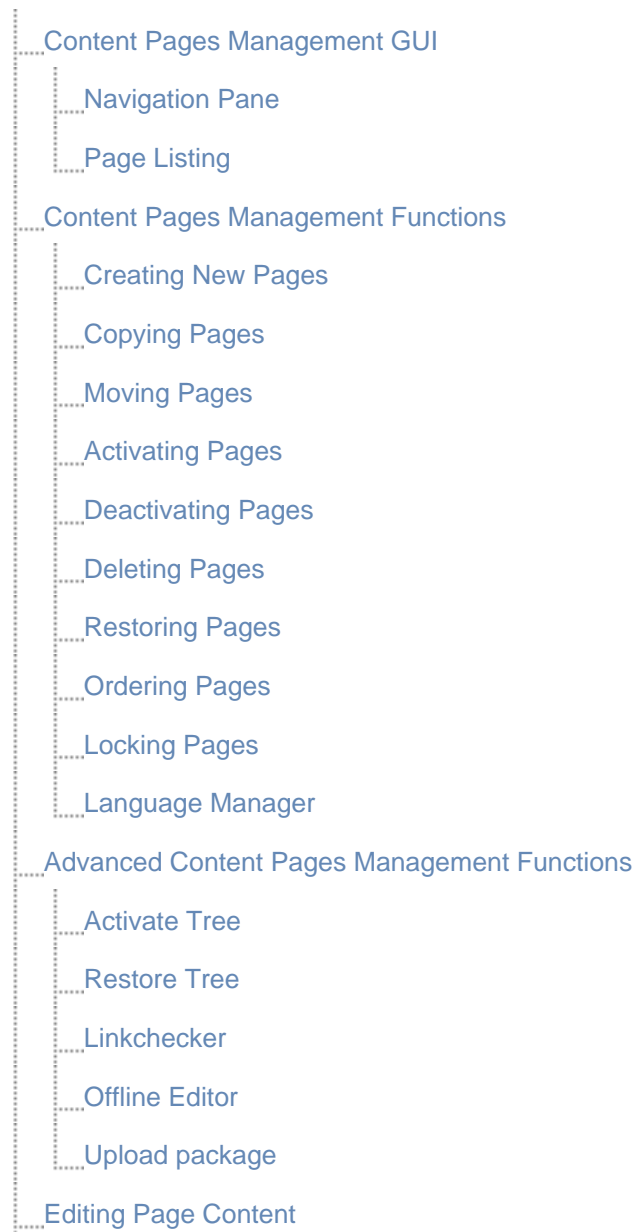 Content Pages Management GUI
Navigation Pane
Page Listing
Content Pages Management Functions
Creating New Pages
Copying Pages
Moving Pages
Activating Pages
Deactivating Pages
Deleting Pages
Restoring Pages
Ordering Pages
Locking Pages
Language Manager
Advanced Content Pages Management Functions
Activate Tree
Restore Tree
Linkchecker
Offline Editor
Upload package
Editing Page Content